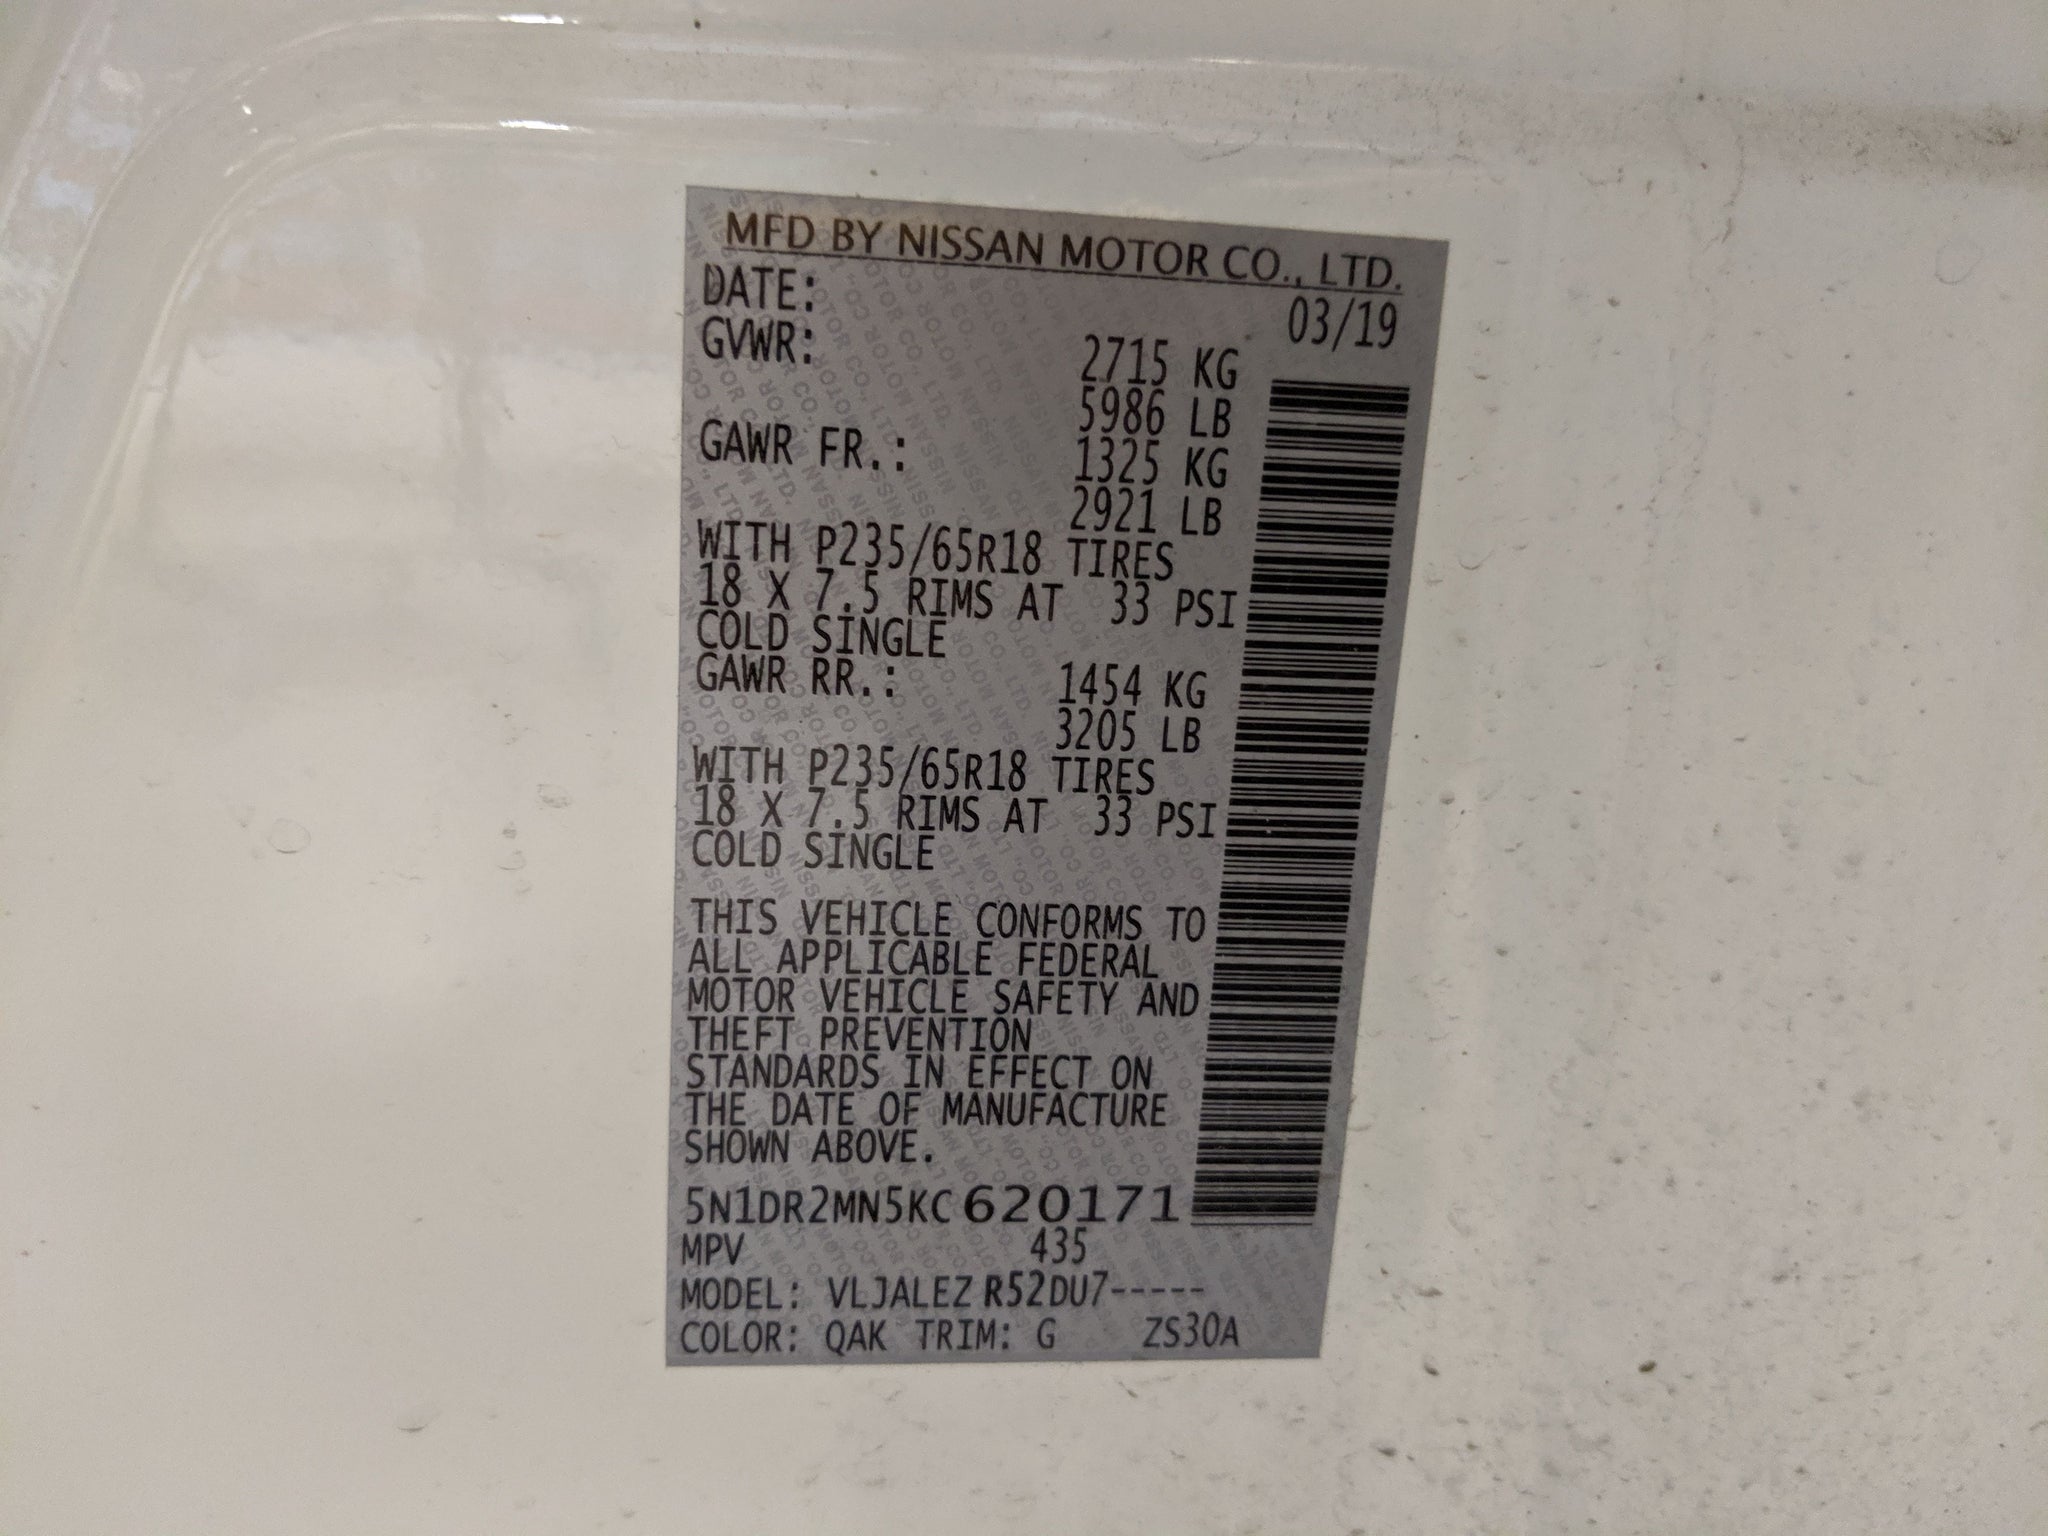 MFD BY NISSAN MOTOR CO., LTD.
DATE: 03/19
GVWR: 2715 KG
5986 LB
GAWR FR.: 1325 KG
2921 LB
WITH P235/65R18 TIRES
18 X 7.5 RIMS AT 33 PSI
COLD SINGLE
GAWR RR.: 1454 KG
3205 LB
WITH P235/65R18 TIRES
18 X 7.5 RIMS AT 33 PSI
COLD SINGLE
THIS VEHICLE CONFORMS TO
ALL APPLICABLE FEDERAL
MOTOR VEHICLE SAFETY AND
THEFT PREVENTION
STANDARDS IN EFFECT ON
THE DATE OF MANUFACTURE
SHOWN ABOVE.
5N1DR2MN5KC620171
MPV 435
MODEL: VLJALEZ R52DU7-----
COLOR: QAK TRIM: G ZS30A